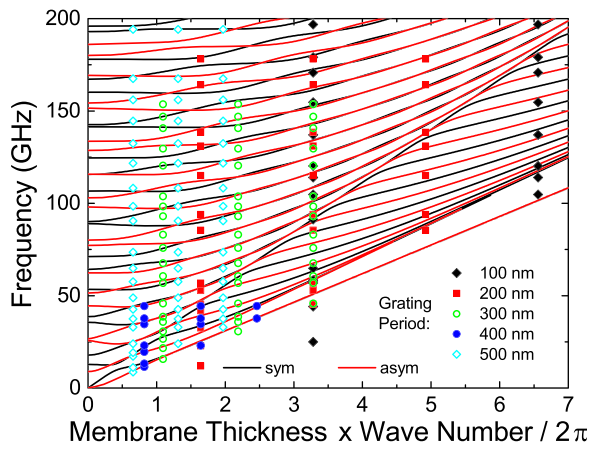 200
150
100
50
0
Frequency (GHz)
100 nm
200 nm
Grating 300 nm
Period: 400 nm
500 nm
sym asym
0 1 2 3 4 5 6 7
Membrane Thickness x Wave Number / 2π